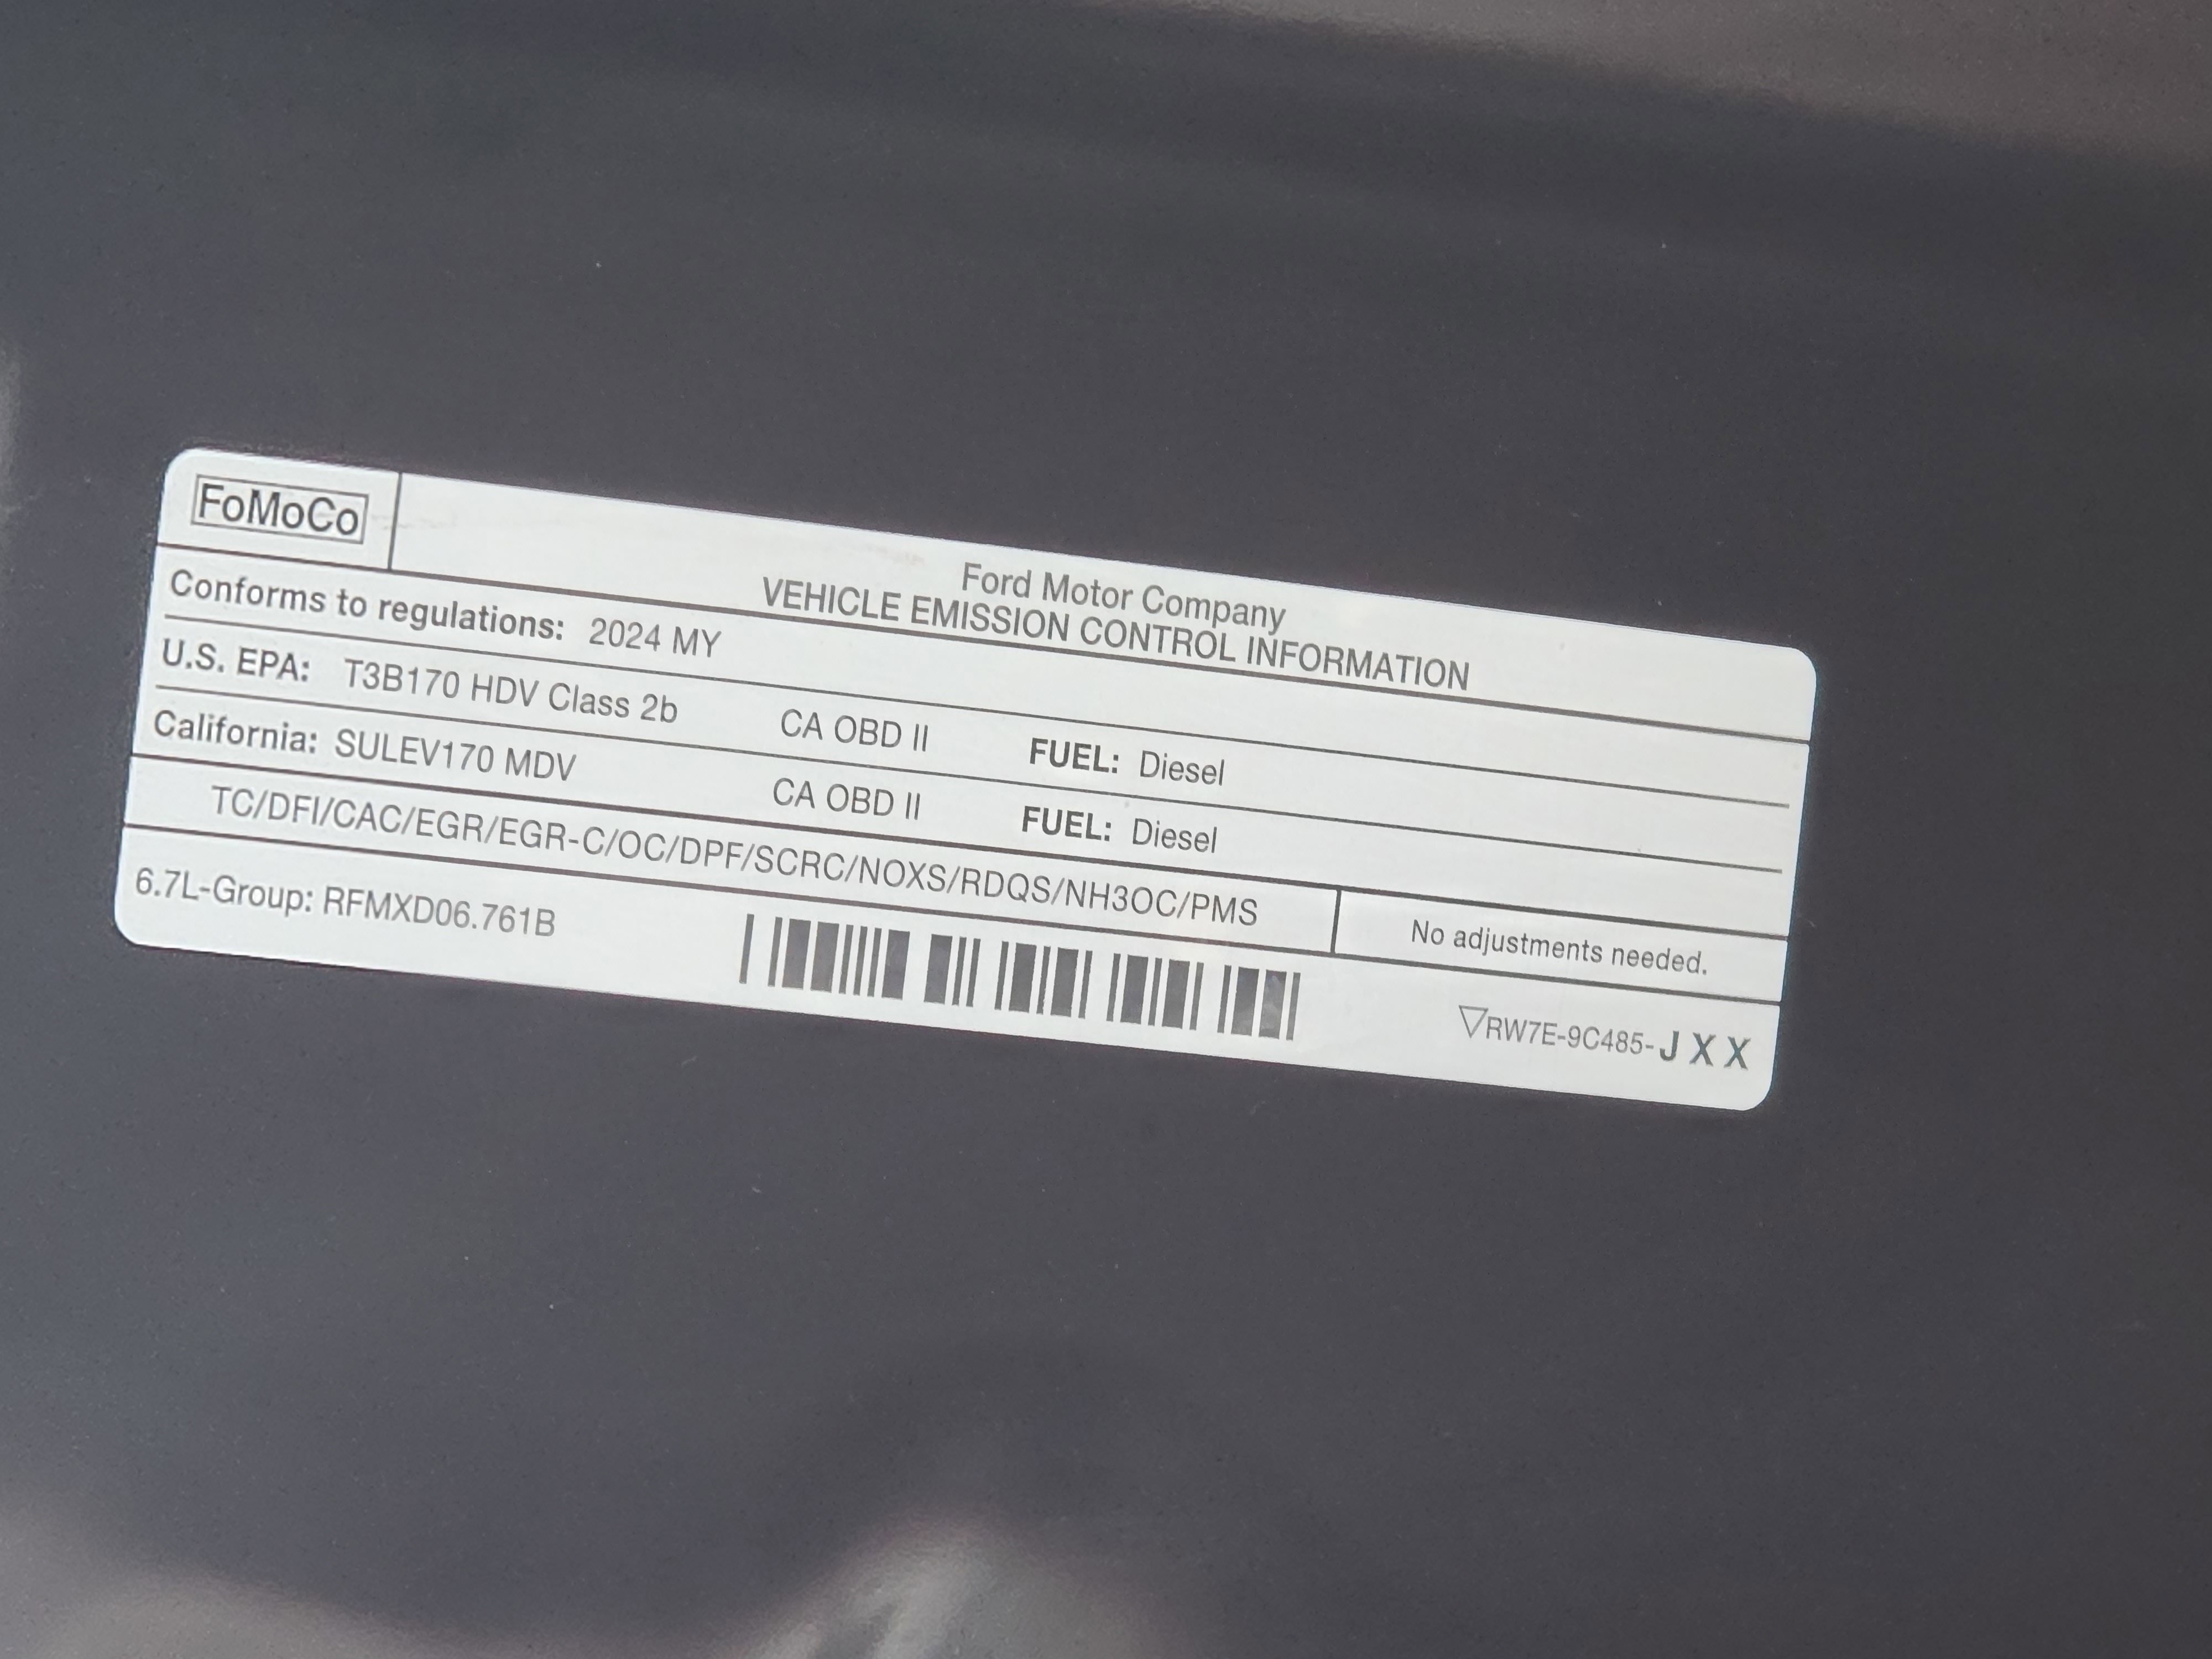 FoMoCo
Ford Motor Company
VEHICLE EMISSION CONTROL INFORMATION
Conforms to regulations: 2024 MY
U.S. EPA: T3B170 HDV Class 2b CA OBD II FUEL: Diesel
California: SULEV170 MDV CA OBD II FUEL: Diesel
TC/DFI/CAC/EGR/EGR-C/OC/DPF/SCRC/NOXS/RDQS/NH3OC/PMS No adjustments needed.
6.7L-Group: RFMXD06.761B ▽RW7E-9C485-JXX